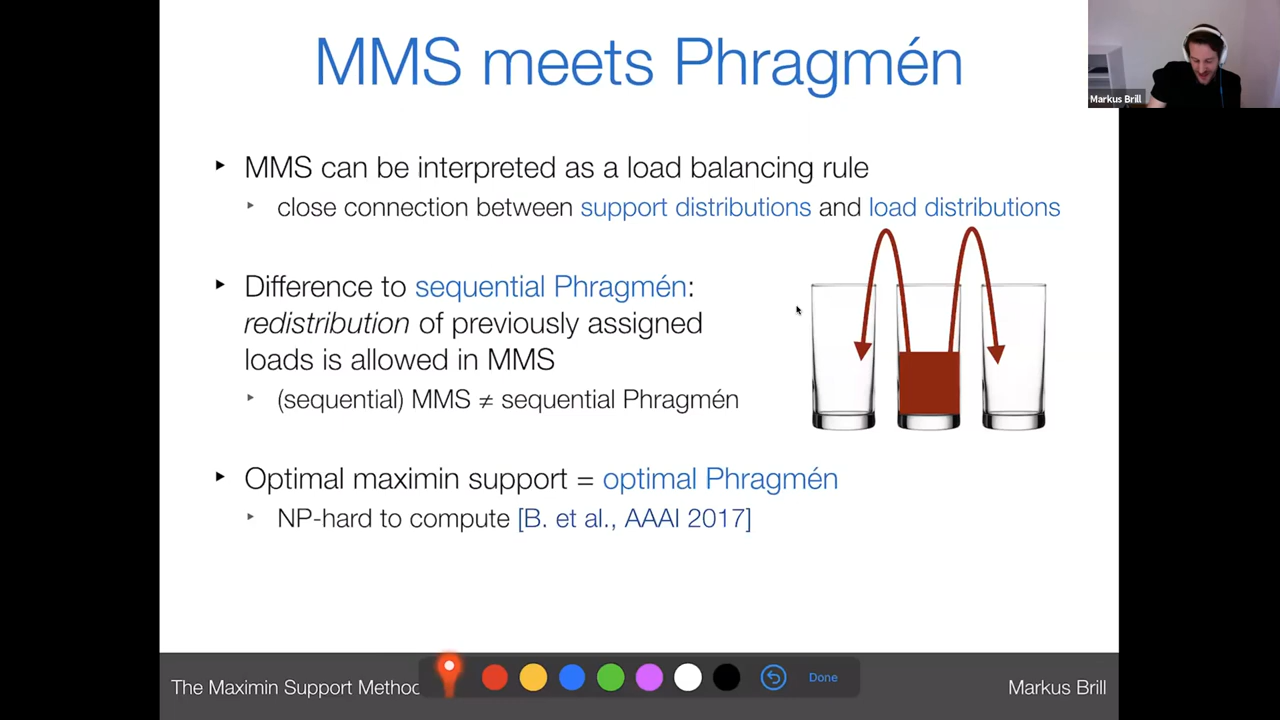 MMS meets Phragmén
Markus Brill
▸ MMS can be interpreted as a load balancing rule
▸ close connection between support distributions and load distributions
▸ Difference to sequential Phragmén:
redistribution of previously assigned
loads is allowed in MMS
▸ (sequential) MMS ≠ sequential Phragmén
▸ Optimal maximin support = optimal Phragmén
▸ NP-hard to compute [B. et al., AAAI 2017]
The Maximin Support Method
Done
Markus Brill